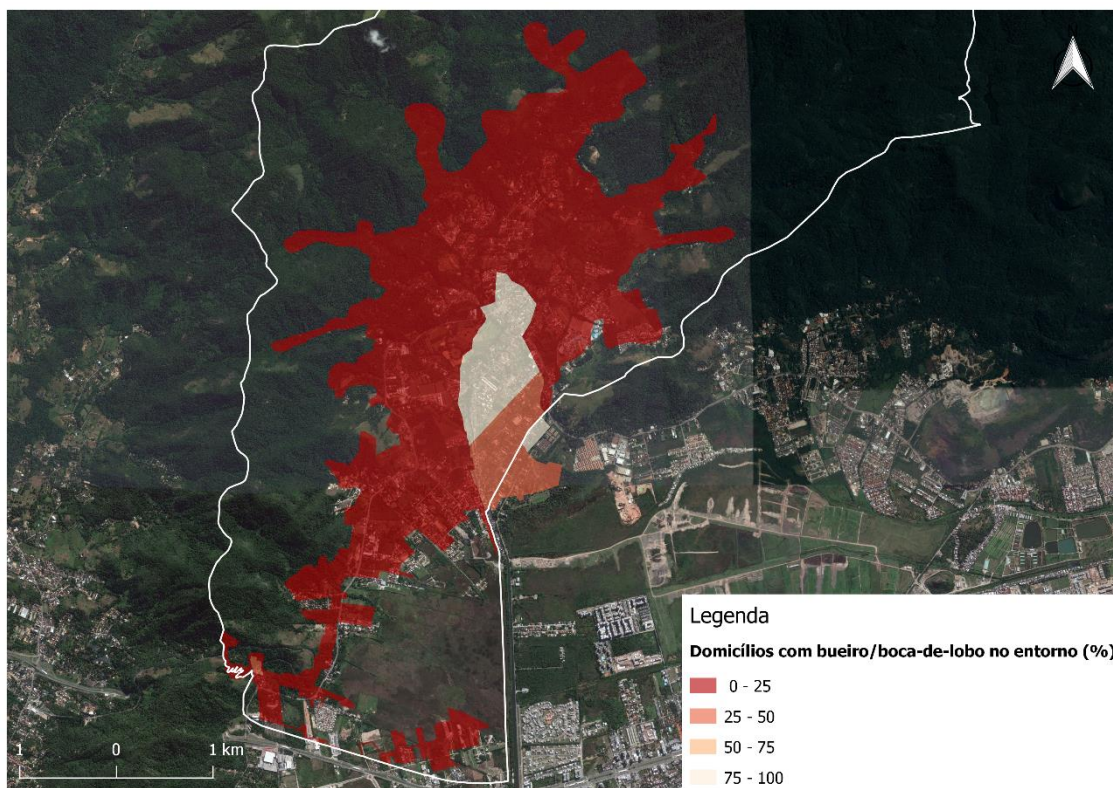 1 0 1 km
Legenda
Domicílios com bueiro/boca-de-lobo no entorno (%)
0 - 25
25 - 50
50 - 75
75 - 100